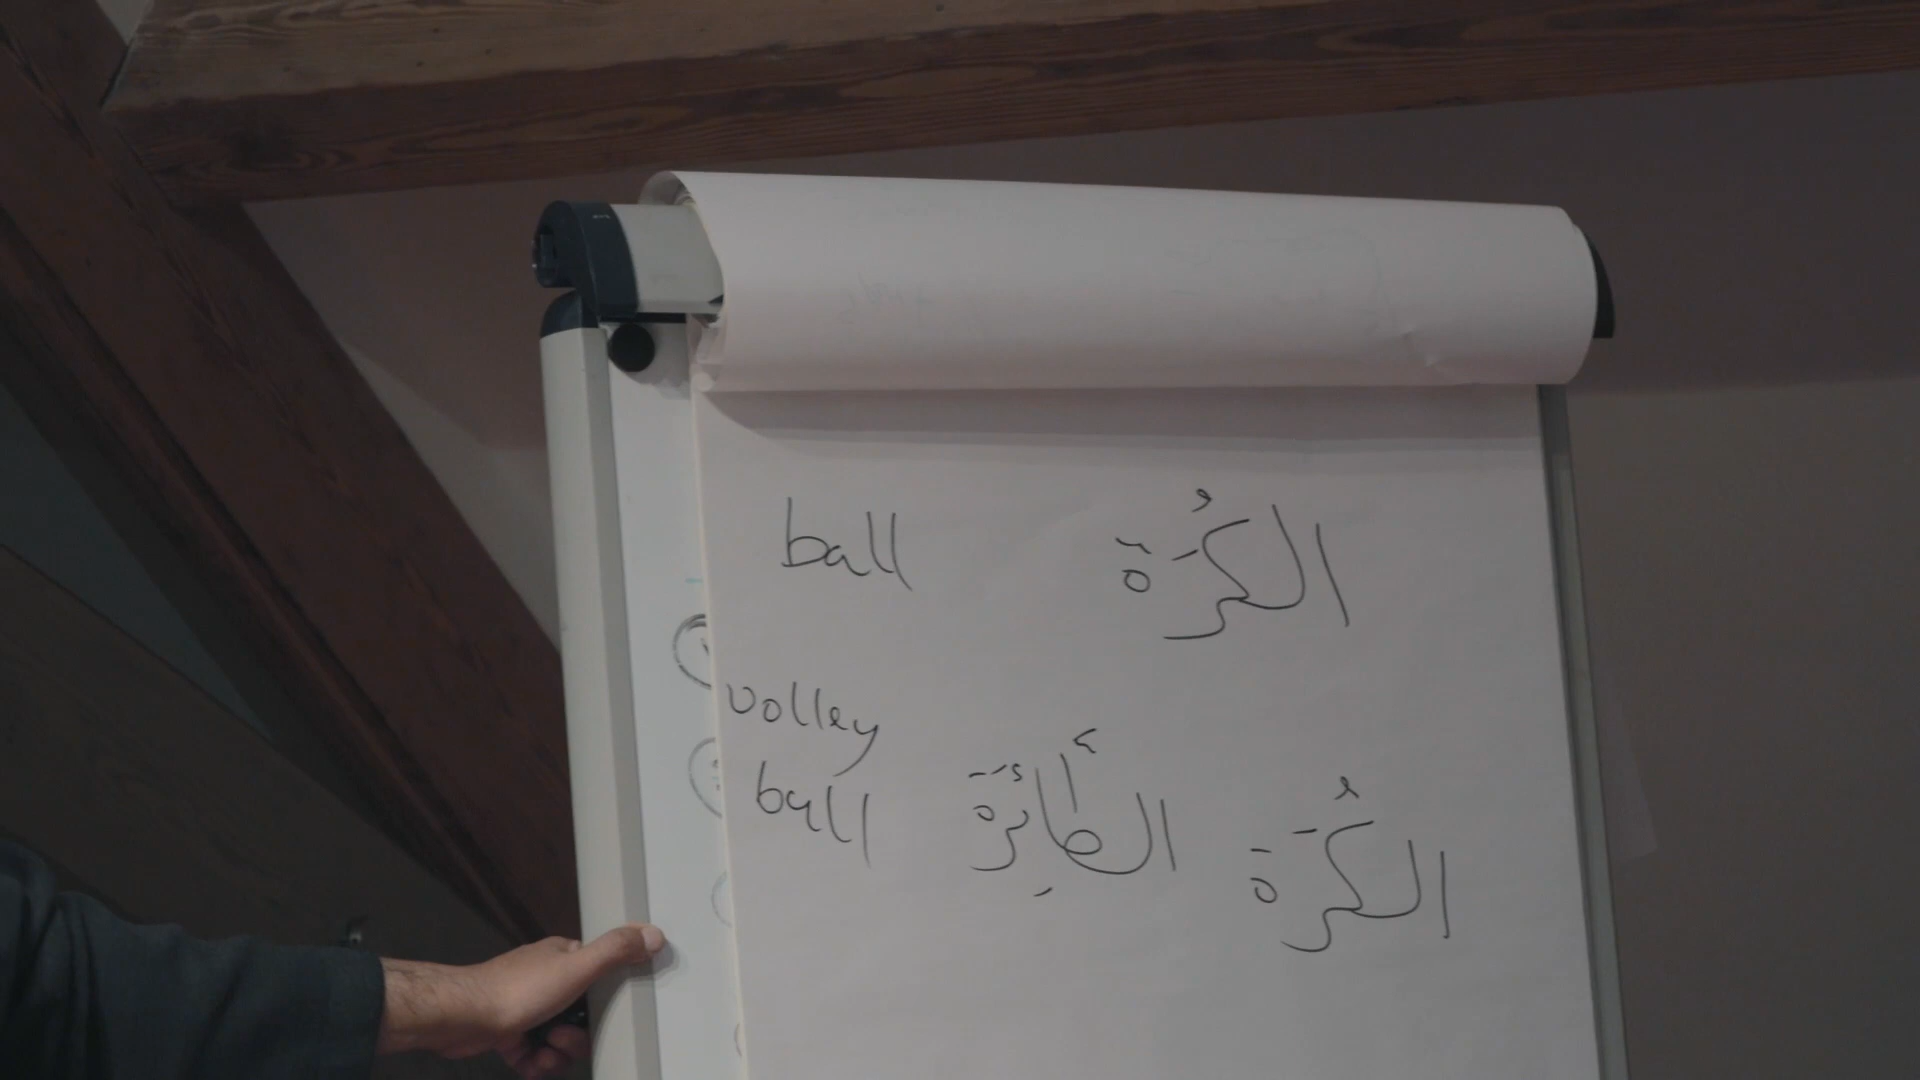 ball الكُرَة
volley
ball الكُرَة الطَائِرَة